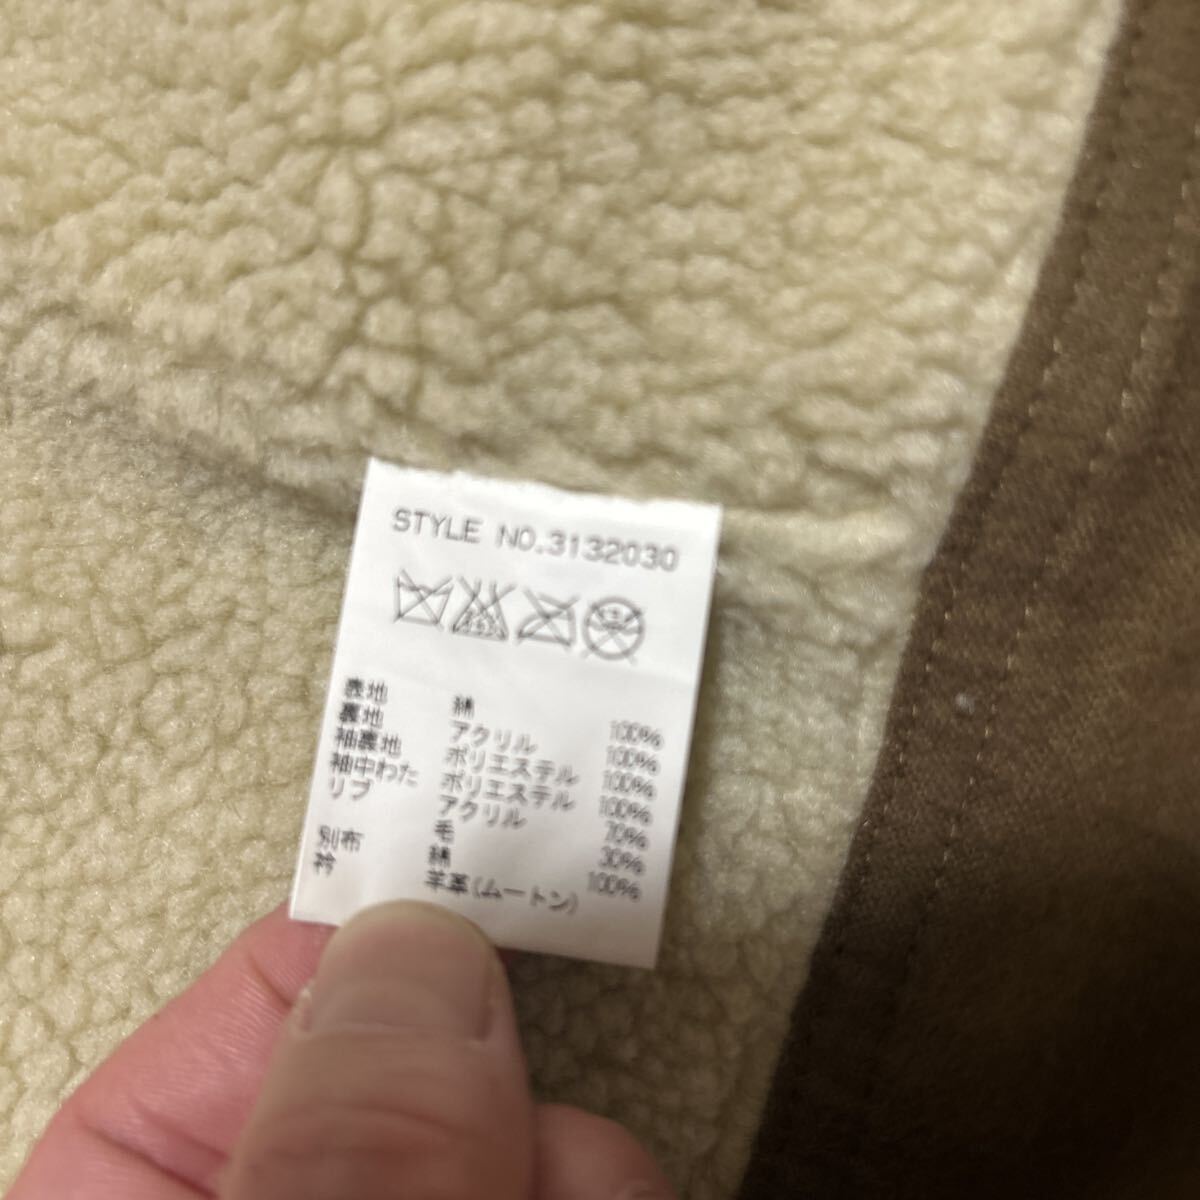 STYLE NO.3132030
表地 綿 100%
裏地 アクリル 100%
袖裏地 ポリエステル 100%
袖中わた ポリエステル 100%
リブ アクリル 70%
毛 30%
別布 綿 100%
衿 羊革(ムートン)